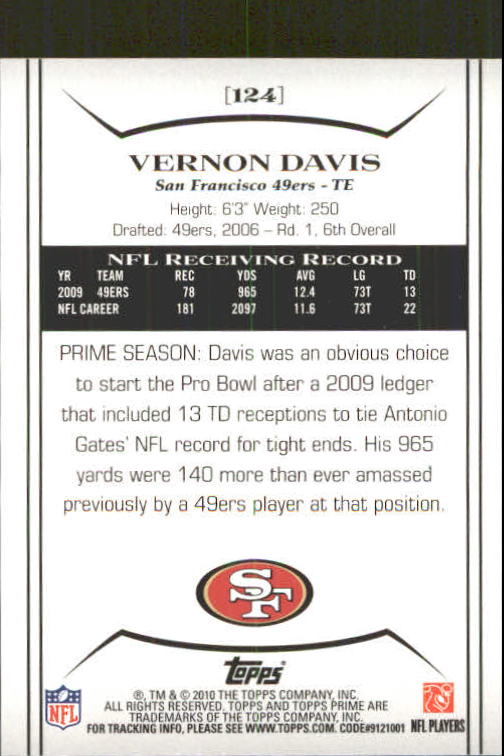 [124]
VERNON DAVIS
San Francisco 49ers - TE
Height: 6'3" Weight: 250
Drafted: 49ers, 2006 – Rd. 1, 6th Overall
NFL RECEIVING RECORD
YR TEAM REC YDS AVG LG TD
2009 49ERS 78 965 12.4 73T 13
NFL CAREER 181 2097 11.6 73T 22
PRIME SEASON: Davis was an obvious choice
to start the Pro Bowl after a 2009 ledger
that included 13 TD receptions to tie Antonio
Gates' NFL record for tight ends. His 965
yards were 140 more than ever amassed
previously by a 49ers player at that position.
SF
Topps
®, TM & © 2010 THE TOPPS COMPANY, INC.
ALL RIGHTS RESERVED. TOPPS AND TOPPS PRIME ARE
TRADEMARKS OF THE TOPPS COMPANY, INC.
FOR TRACKING INFO, PLEASE SEE WWW.TOPPS.COM. CODE#9121001
NFL
NFL PLAYERS